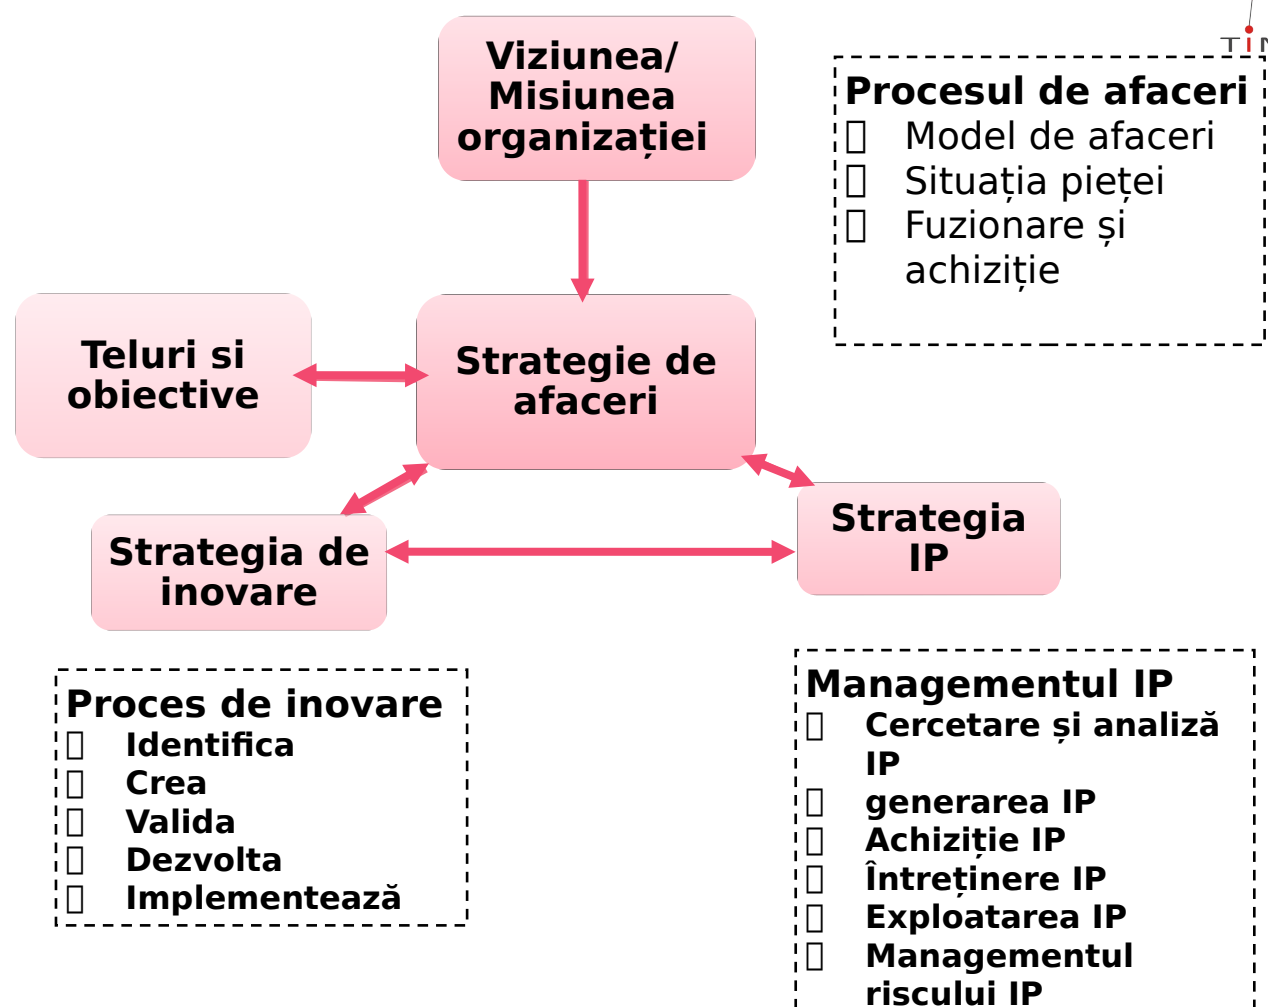 Viziunea/
Misiunea
organizației
Procesul de afaceri
Model de afaceri
Situația pieței
Fuzionare și
achiziție
Teluri si
obiective
Strategie de
afaceri
Strategia de
inovare
Strategia
IP
Proces de inovare
Identifica
Crea
Valida
Dezvolta
Implementează
Managementul IP
Cercetare și analiză
IP
generarea IP
Achiziție IP
Întreținere IP
Exploatarea IP
Managementul
riscului IP